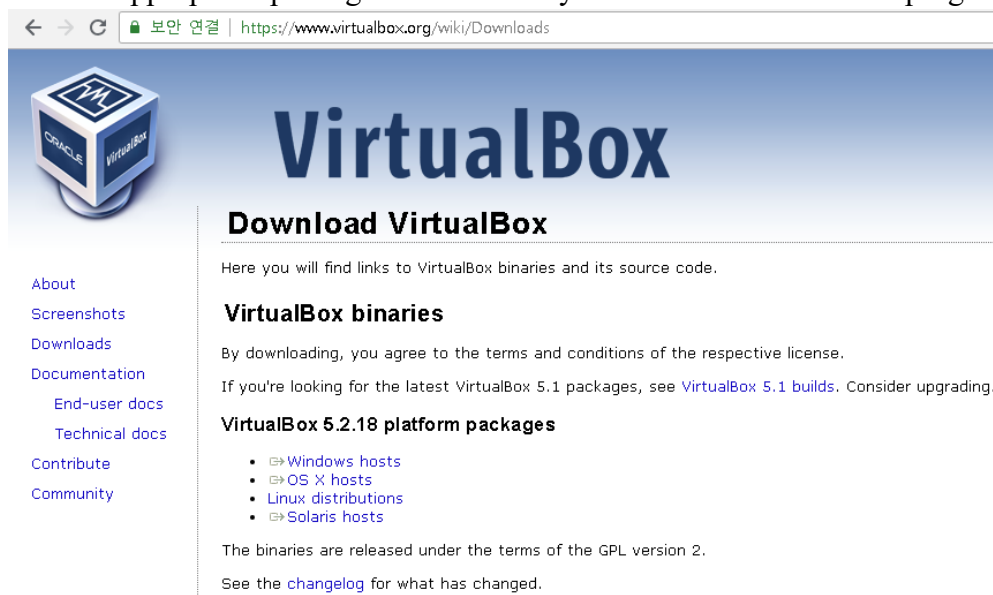 보안 연결 | https://www.virtualbox.org/wiki/Downloads
ORACLE
VirtualBox
VirtualBox
Download VirtualBox
Here you will find links to VirtualBox binaries and its source code.
About
Screenshots
Downloads
Documentation
End-user docs
Technical docs
Contribute
Community
VirtualBox binaries
By downloading, you agree to the terms and conditions of the respective license.
If you're looking for the latest VirtualBox 5.1 packages, see VirtualBox 5.1 builds. Consider upgrading.
VirtualBox 5.2.18 platform packages
Windows hosts
OS X hosts
Linux distributions
Solaris hosts
The binaries are released under the terms of the GPL version 2.
See the changelog for what has changed.